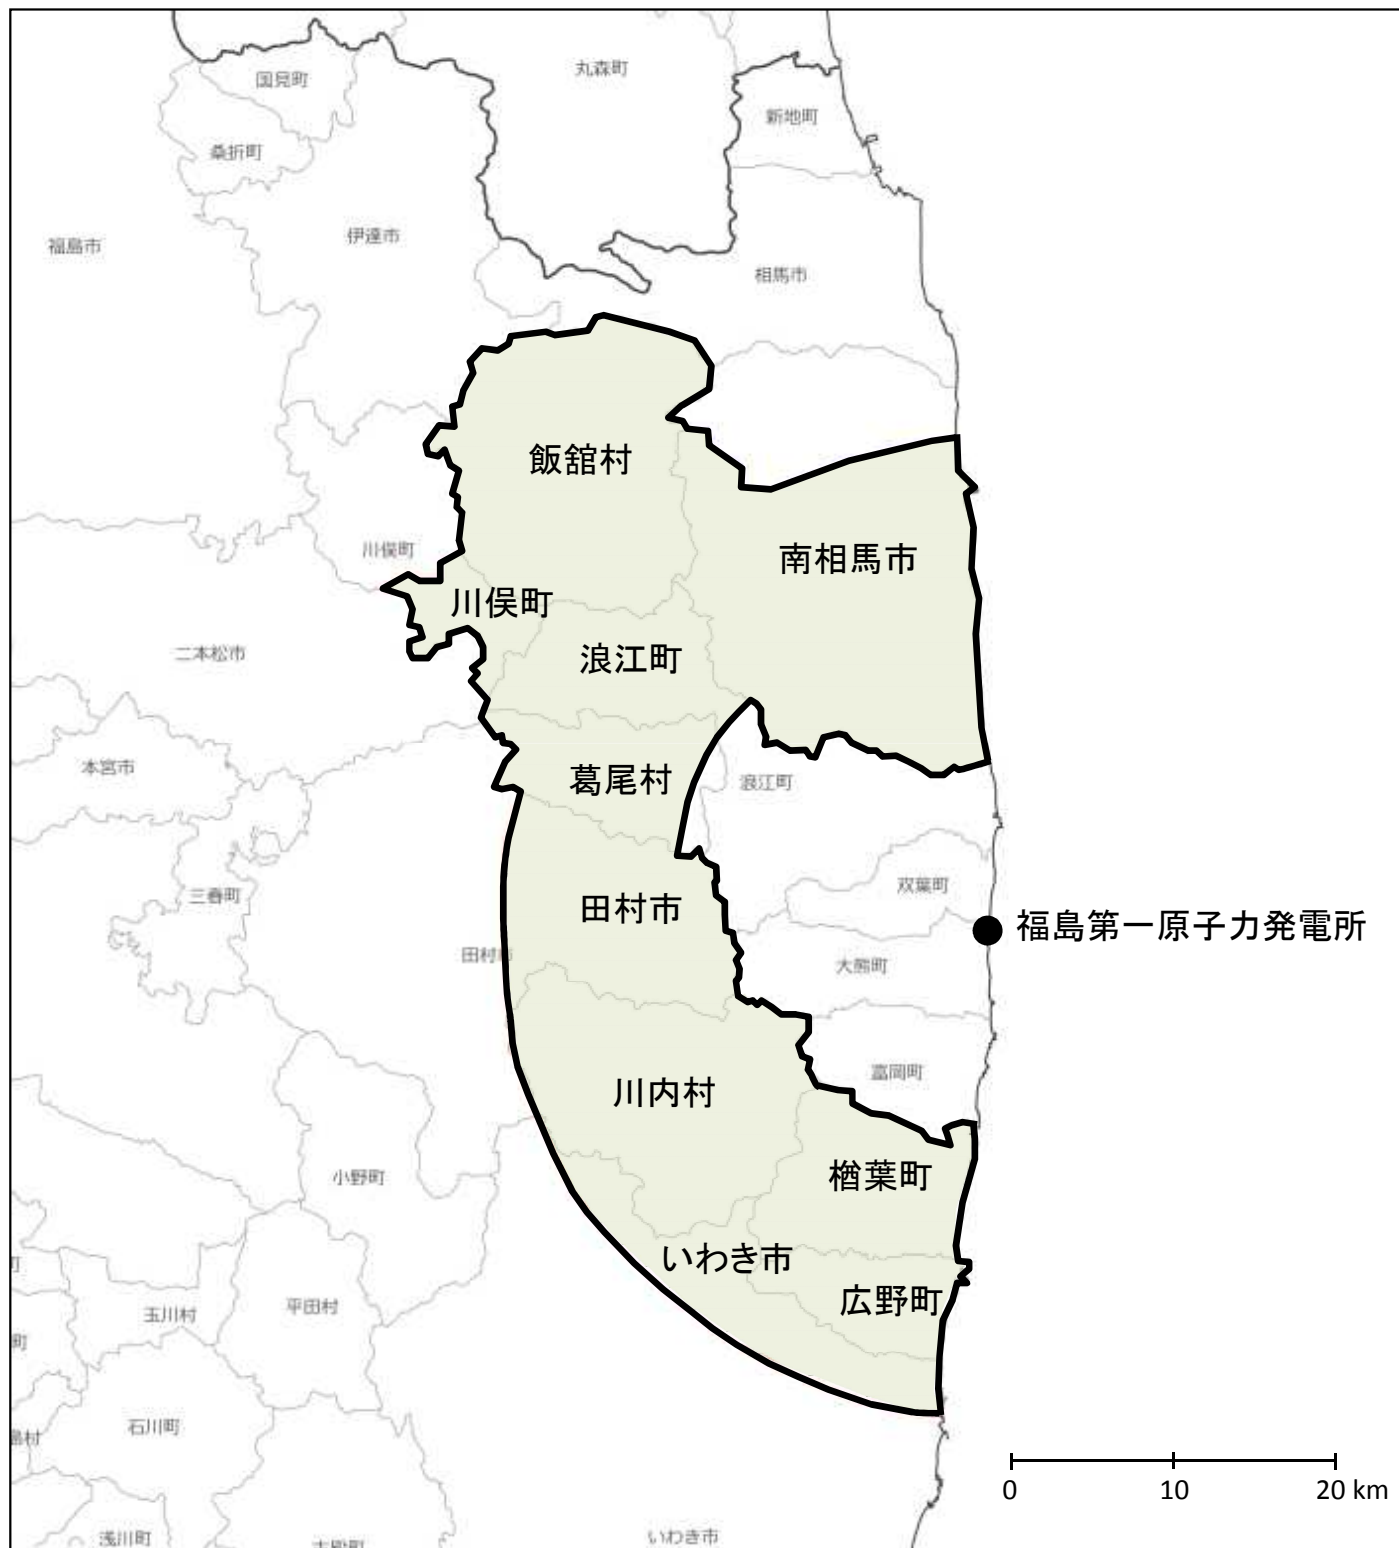 丸森町
国見町
新地町
桑折町
伊達市
福島市
相馬市
飯舘村
川俣町
南相馬市
川俣町
二本松市
浪江町
本宮市
葛尾村
浪江町
三春町
双葉町
田村市
福島第一原子力発電所
田村市
大熊町
富岡町
川内村
小野町
楢葉町
いわき市
町
広野町
平田村
玉川村
町
石川町
0 10 20 km
いわき市
浅川町